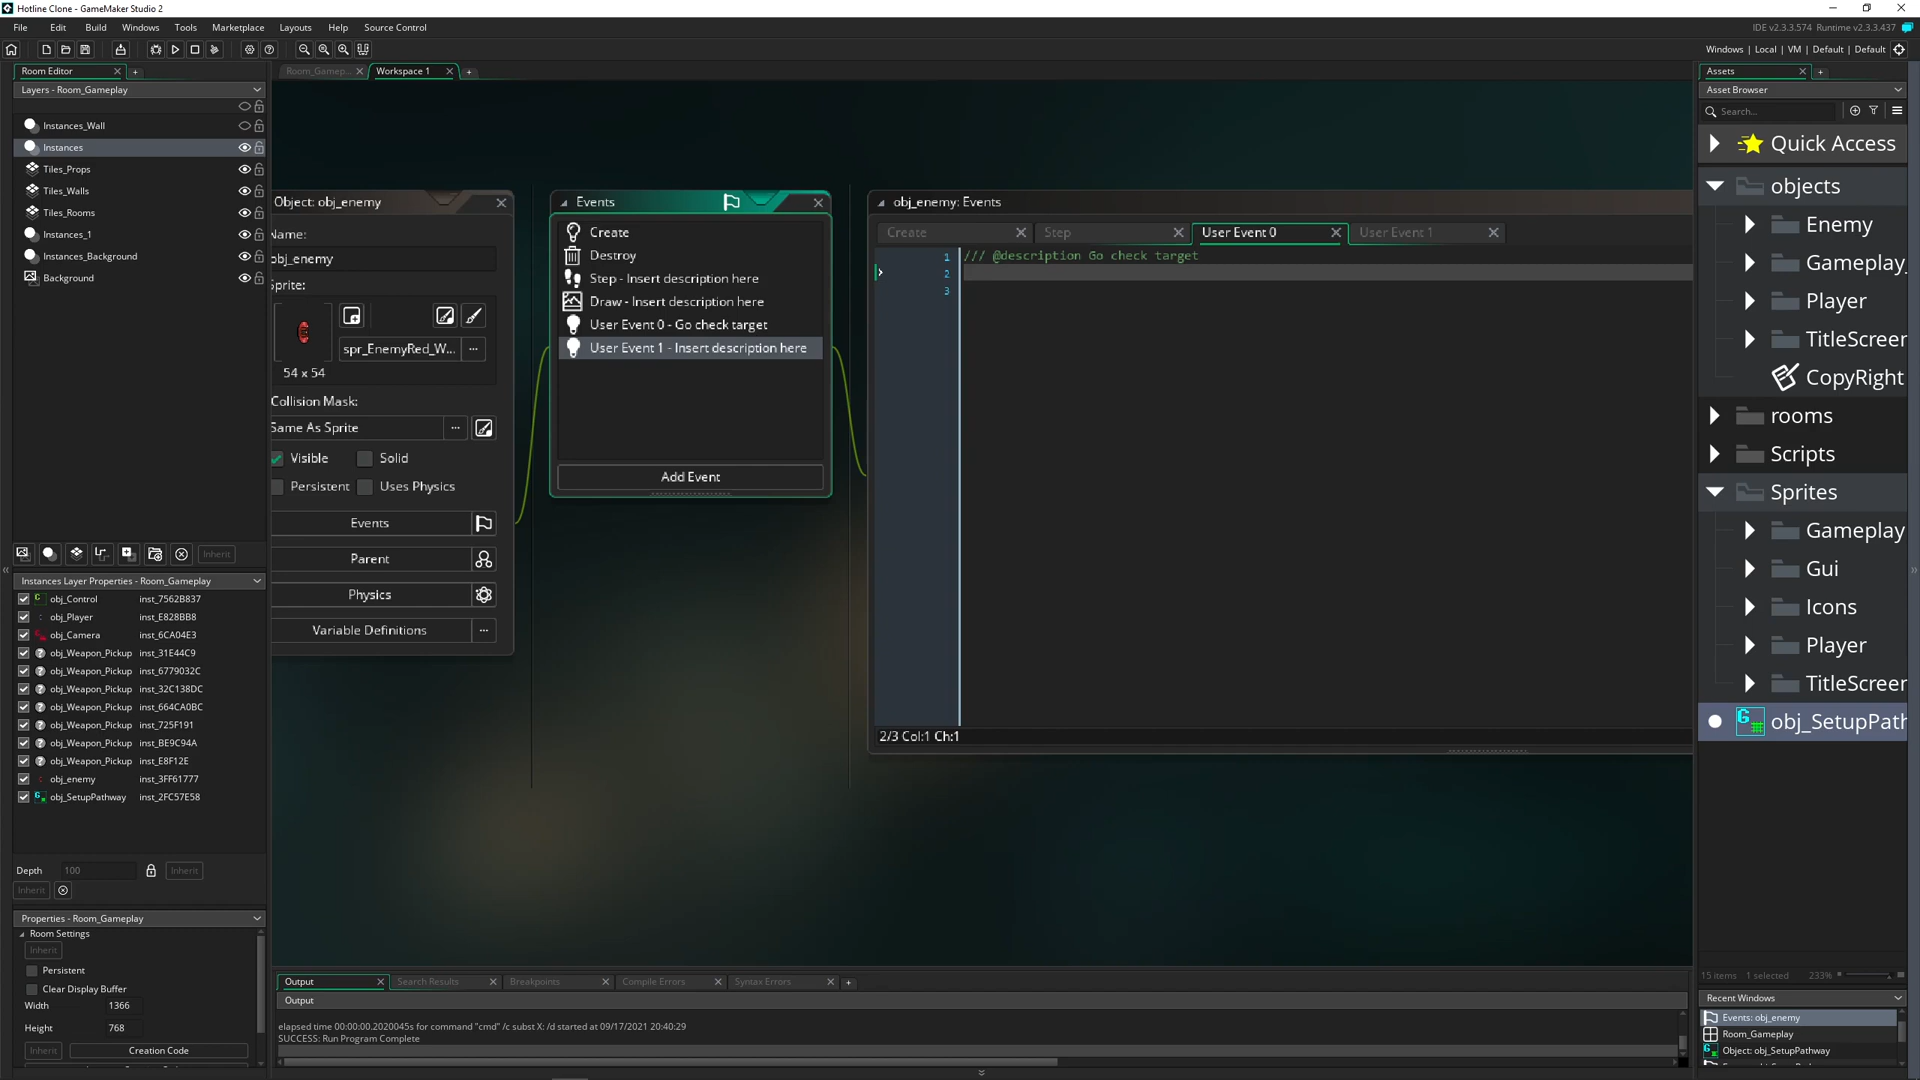 Hotline Clone - GameMaker Studio 2
File Edit Build Windows Tools Marketplace Layouts Help Source Control
IDE v2.3.3.574 Runtime v2.3.3.437
Windows | Local | VM | Default | Default
Room Editor
Layers - Room_Gameplay
Instances_Wall
Instances
Tiles_Props
Tiles_Walls
Tiles_Rooms
Instances_1
Instances_Background
Background
Inherit
Instances Layer Properties - Room_Gameplay
obj_Control inst_7562B837
obj_Player inst_E828BB8
obj_Camera inst_6CA04E3
obj_Weapon_Pickup inst_31E44C9
obj_Weapon_Pickup inst_6779032C
obj_Weapon_Pickup inst_32C138DC
obj_Weapon_Pickup inst_664CA0BC
obj_Weapon_Pickup inst_725F191
obj_Weapon_Pickup inst_BE9C94A
obj_Weapon_Pickup inst_E8F12E
obj_enemy inst_3FF61777
obj_SetupPathway inst_2FC57E58
Depth 100 Inherit
Inherit
Properties - Room_Gameplay
Room Settings
Inherit
Persistent
Clear Display Buffer
Width 1366
Height 768
Inherit Creation Code
Room_Gamep...
Workspace 1
Object: obj_enemy
Name:
obj_enemy
Sprite:
spr_EnemyRed_W...
54 x 54
Collision Mask:
Same As Sprite
Visible Solid
Persistent Uses Physics
Events
Parent
Physics
Variable Definitions
Events
Create
Destroy
Step - Insert description here
Draw - Insert description here
User Event 0 - Go check target
User Event 1 - Insert description here
Add Event
obj_enemy: Events
Create Step User Event 0 User Event 1
1 /// @description Go check target
2
3
2/3 Col:1 Ch:1
Output Search Results Breakpoints Compile Errors Syntax Errors
Output
elapsed time 00:00:00.2020045s for command "cmd" /c subst X: /d started at 09/17/2021 20:40:29
SUCCESS: Run Program Complete
Assets
Asset Browser
Search...
Quick Access
objects
Enemy
Gameplay_
Player
TitleScreen
CopyRight
rooms
Scripts
Sprites
Gameplay
Gui
Icons
Player
TitleScreen
obj_SetupPath
15 items 1 selected 233%
Recent Windows
Events: obj_enemy
Room_Gameplay
Object: obj_SetupPathway